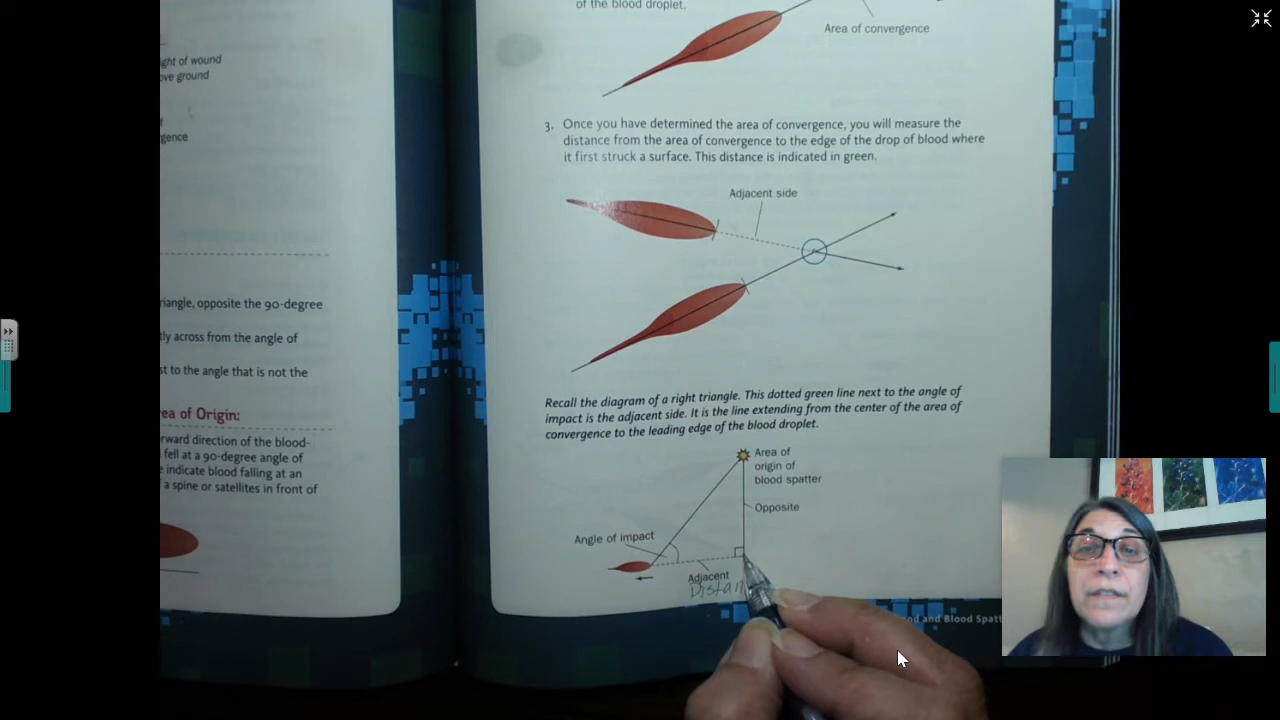 ight of wound
ove ground
gence
riangle, opposite the 90-degree
tly across from the angle of
st to the angle that is not the
ea of Origin:
rward direction of the blood-
fell at a 90-degree angle of
e indicate blood falling at an
a spine or satellites in front of
of the blood droplet.
Area of convergence
3. Once you have determined the area of convergence, you will measure the
distance from the area of convergence to the edge of the drop of blood where
it first struck a surface. This distance is indicated in green.
Adjacent side
Recall the diagram of a right triangle. This dotted green line next to the angle of
impact is the adjacent side. It is the line extending from the center of the area of
convergence to the leading edge of the blood droplet.
Area of
origin of
blood spatter
Opposite
Angle of impact
Adjacent
Distan
od and Blood Spatt